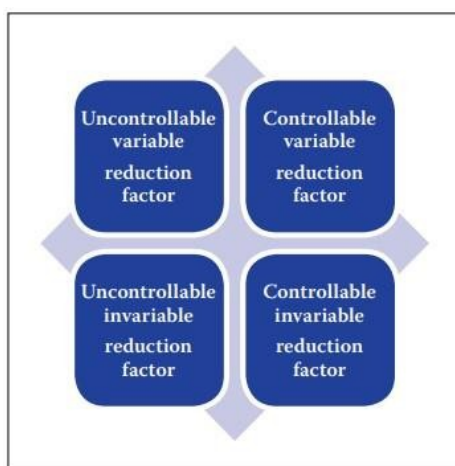 Uncontrollable
variable
reduction
factor
Controllable
variable
reduction
factor
Uncontrollable
invariable
reduction
factor
Controllable
invariable
reduction
factor